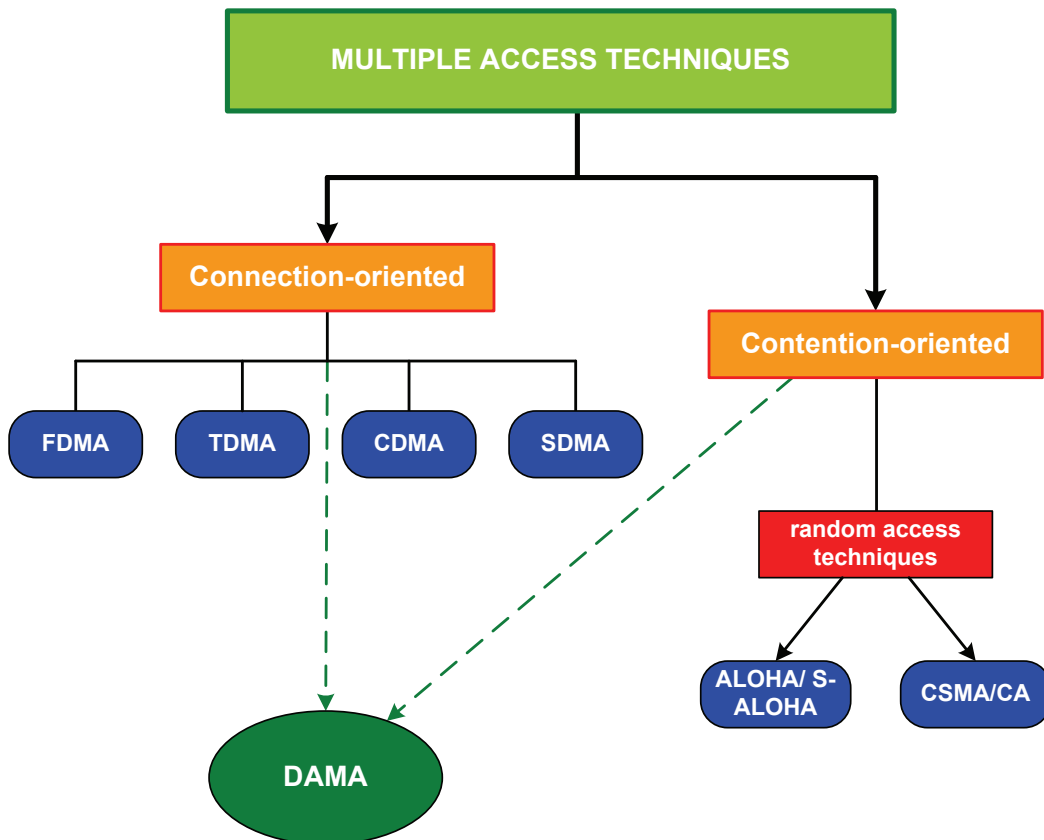 MULTIPLE ACCESS TECHNIQUES
Connection-oriented
Contention-oriented
FDMA
TDMA
CDMA
SDMA
random access
techniques
ALOHA/ S-
ALOHA
CSMA/CA
DAMA